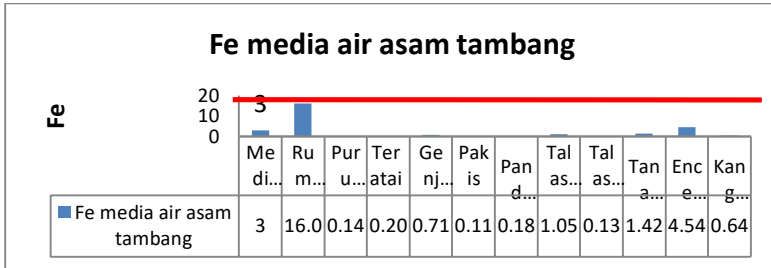 Fe media air asam tambang
Fe
20
10
0
3
Me
di...
Ru
m...
Pur
u...
Ter
atai
Ge
nj...
Pak
is
Pan
d...
Tal
as...
Tal
as...
Tan
a...
Enc
e...
Kan
g...
Fe media air asam
tambang
3 16.0 0.14 0.20 0.71 0.11 0.18 1.05 0.13 1.42 4.54 0.64